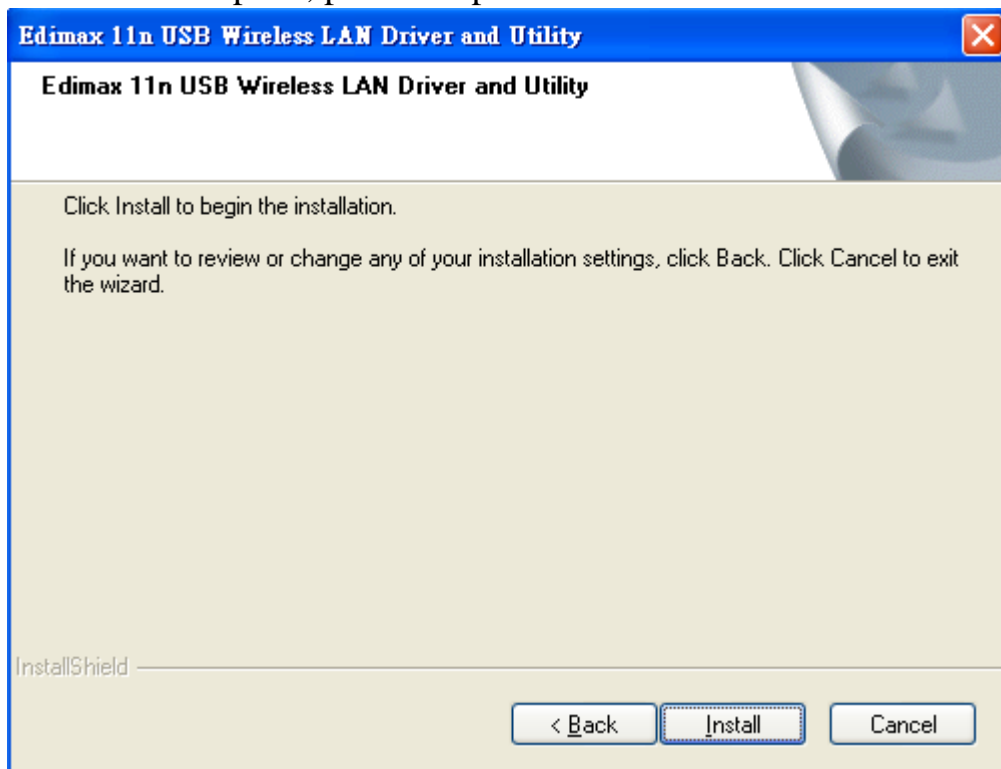 Edimax 11n USB Wireless LAN Driver and Utility
Edimax 11n USB Wireless LAN Driver and Utility
Click Install to begin the installation.
If you want to review or change any of your installation settings, click Back. Click Cancel to exit
the wizard.
InstallShield
< Back
Install
Cancel